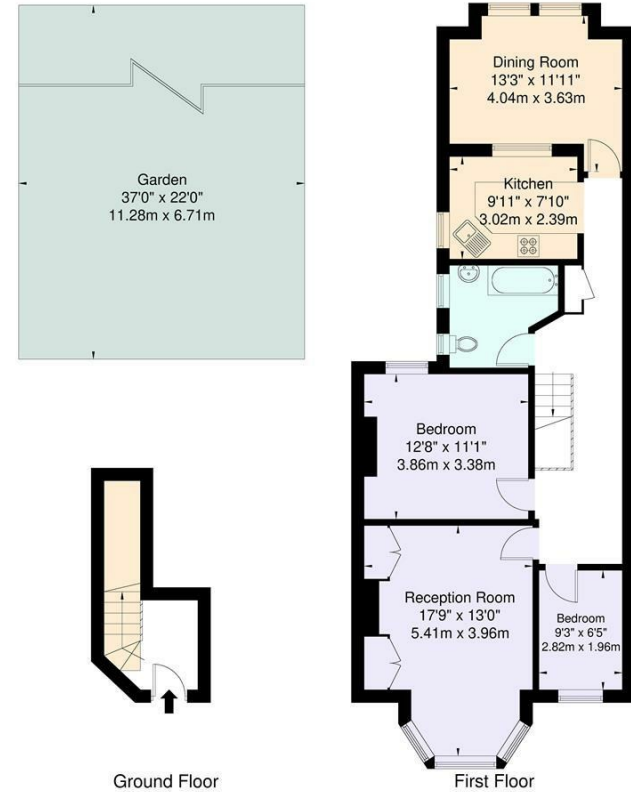 Garden
37'0" x 22'0"
11.28m x 6.71m
Dining Room
13'3" x 11'11"
4.04m x 3.63m
Kitchen
9'11" x 7'10"
3.02m x 2.39m
Bedroom
12'8" x 11'1"
3.86m x 3.38m
Reception Room
17'9" x 13'0"
5.41m x 3.96m
Bedroom
9'3" x 6'5"
2.82m x 1.96m
Ground Floor
First Floor